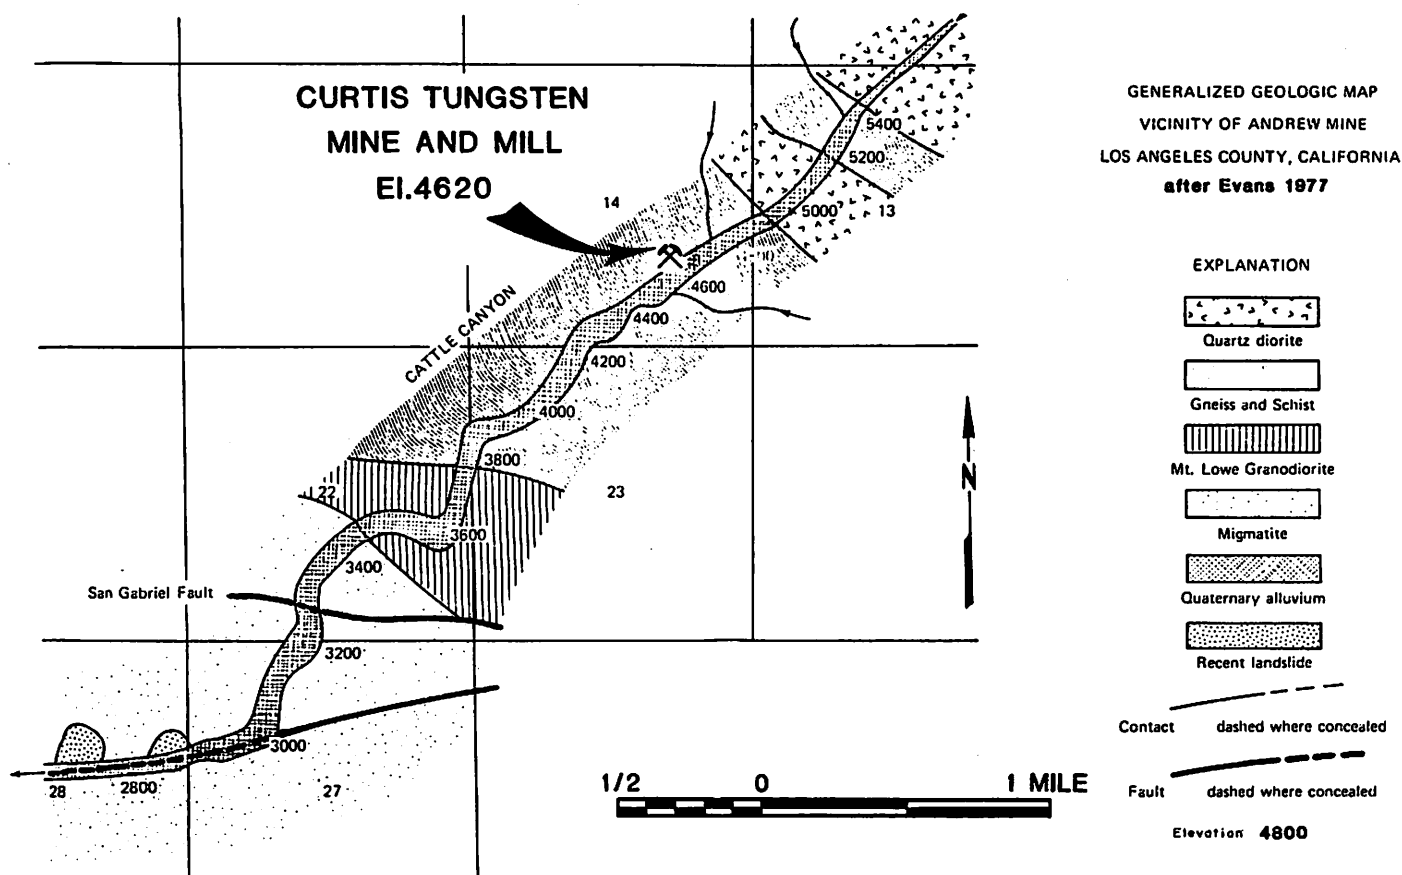 CURTIS TUNGSTEN
MINE AND MILL
El.4620
14
5400
5200
5000
13
4600
4400
4200
CATTLE CANYON
4000
3800
22
23
3600
3400
San Gabriel Fault
3200
3000
28
2800
27
N
1/2 0 1 MILE
GENERALIZED GEOLOGIC MAP
VICINITY OF ANDREW MINE
LOS ANGELES COUNTY, CALIFORNIA
after Evans 1977
EXPLANATION
Quartz diorite
Gneiss and Schist
Mt. Lowe Granodiorite
Migmatite
Quaternary alluvium
Recent landslide
Contact dashed where concealed
Fault dashed where concealed
Elevation 4800